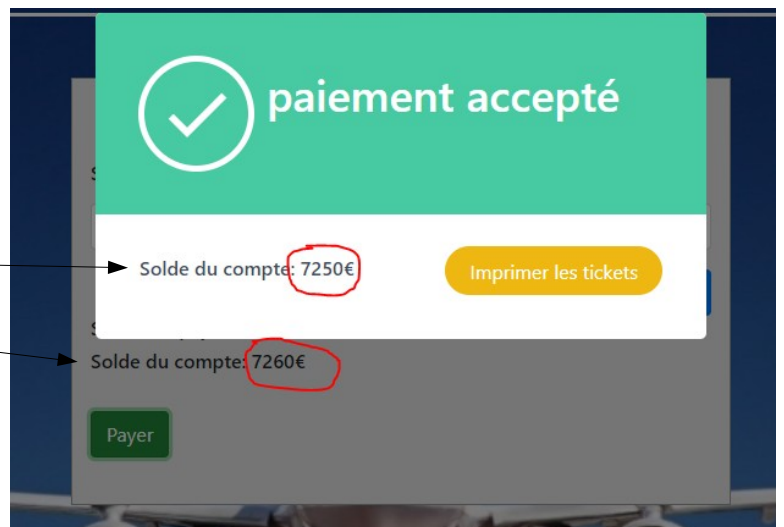 paiement accepté
Solde du compte: 7250€
Imprimer les tickets
Solde du compte: 7260€
Payer